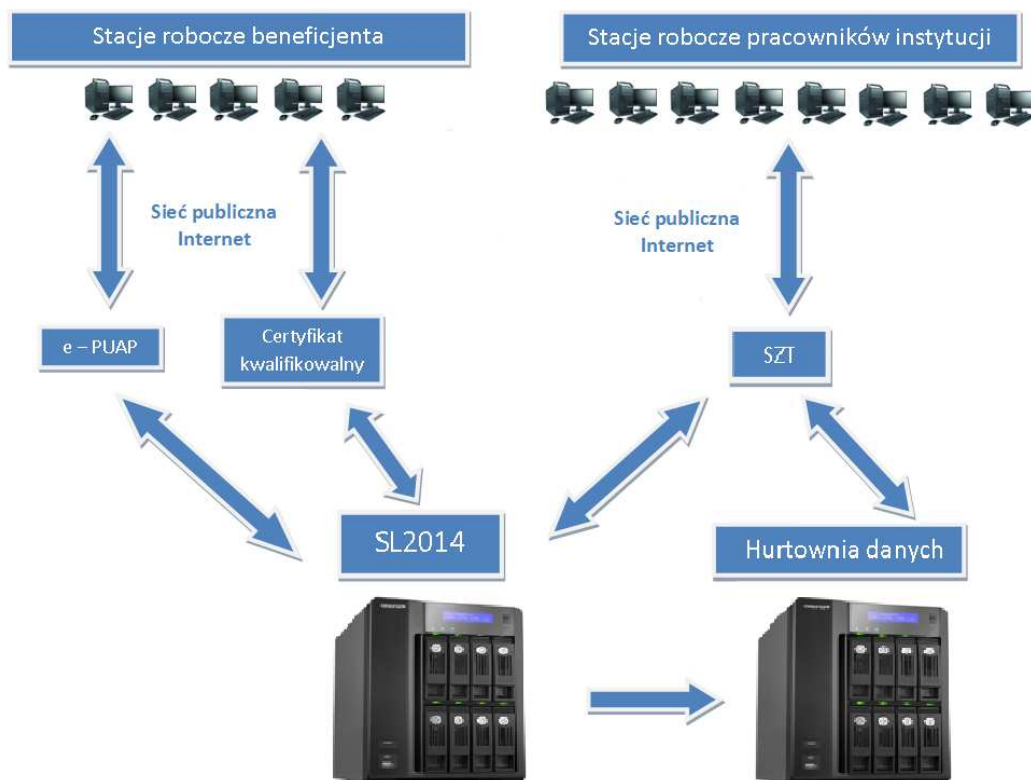 Stacje robocze beneficjenta
Stacje robocze pracowników instytucji
Sieć publiczna
Internet
Sieć publiczna
Internet
e – PUAP
Certyfikat
kwalifikowalny
SZT
SL2014
Hurtownia danych